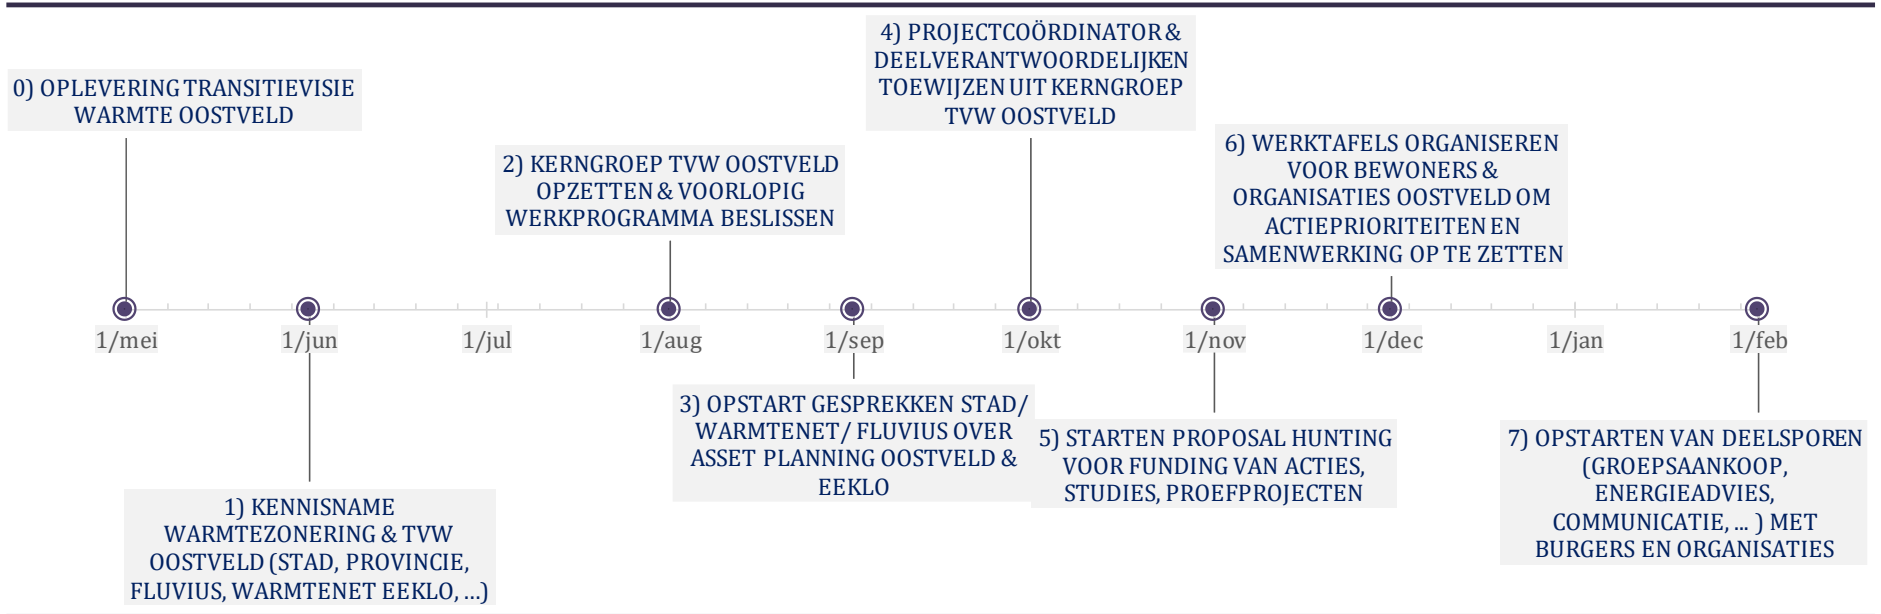 0) OPLEVERING TRANSITIEVISIE
WARMTE OOSTVELD
1) KENNISNAME
WARMTEZONERING & TVW
OOSTVELD (STAD, PROVINCIE,
FLUVIUS, WARMTENET EEKLO, ...)
2) KERNGROEP TVW OOSTVELD
OPZETTEN & VOORLOPIG
WERKPROGRAMMA BESLISSEN
3) OPSTART GESPREKKEN STAD/
WARMTENET/ FLUVIUS OVER
ASSET PLANNING OOSTVELD &
EEKLO
4) PROJECTCOÖRDINATOR &
DEELVERANTWOORDELIJKEN
TOEWIJZEN UIT KERNGROEP
TVW OOSTVELD
5) STARTEN PROPOSAL HUNTING
VOOR FUNDING VAN ACTIES,
STUDIES, PROEFPROJECTEN
6) WERKTAFELS ORGANISEREN
VOOR BEWONERS &
ORGANISATIES OOSTVELD OM
ACTIEPRIORITEITEN EN
SAMENWERKING OP TE ZETTEN
7) OPSTARTEN VAN DEELSPOREN
(GROEPSAANKOOP,
ENERGIEADVIES,
COMMUNICATIE, ... ) MET
BURGERS EN ORGANISATIES
1/mei
1/jun
1/jul
1/aug
1/sep
1/okt
1/nov
1/dec
1/jan
1/feb